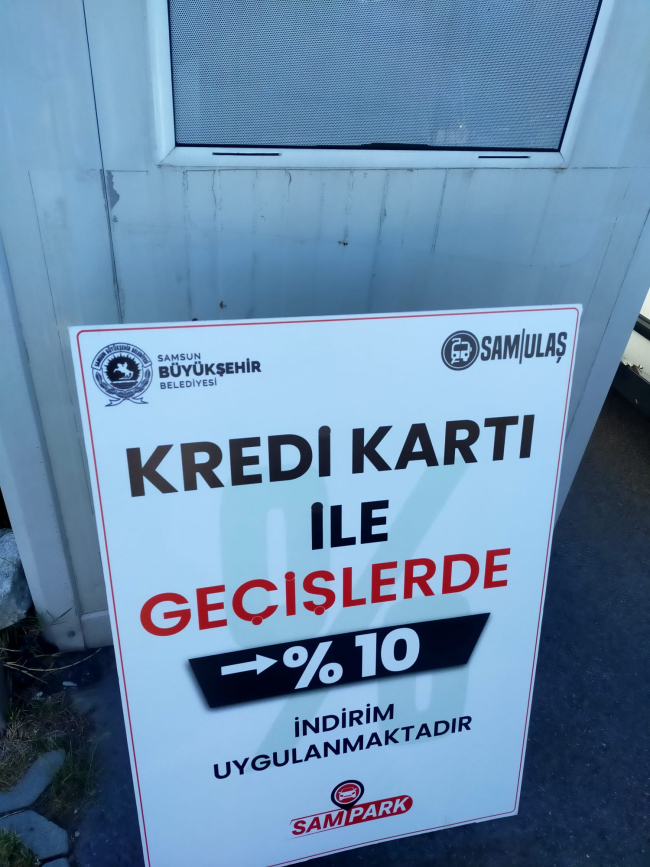 SAMSUN
BÜYÜKŞEHİR
BELEDİYESİ
SAMULAŞ
KREDİ KARTI
İLE
GEÇİŞLERDE
→% 10
İNDİRİM
UYGULANMAKTADIR
SAMPARK